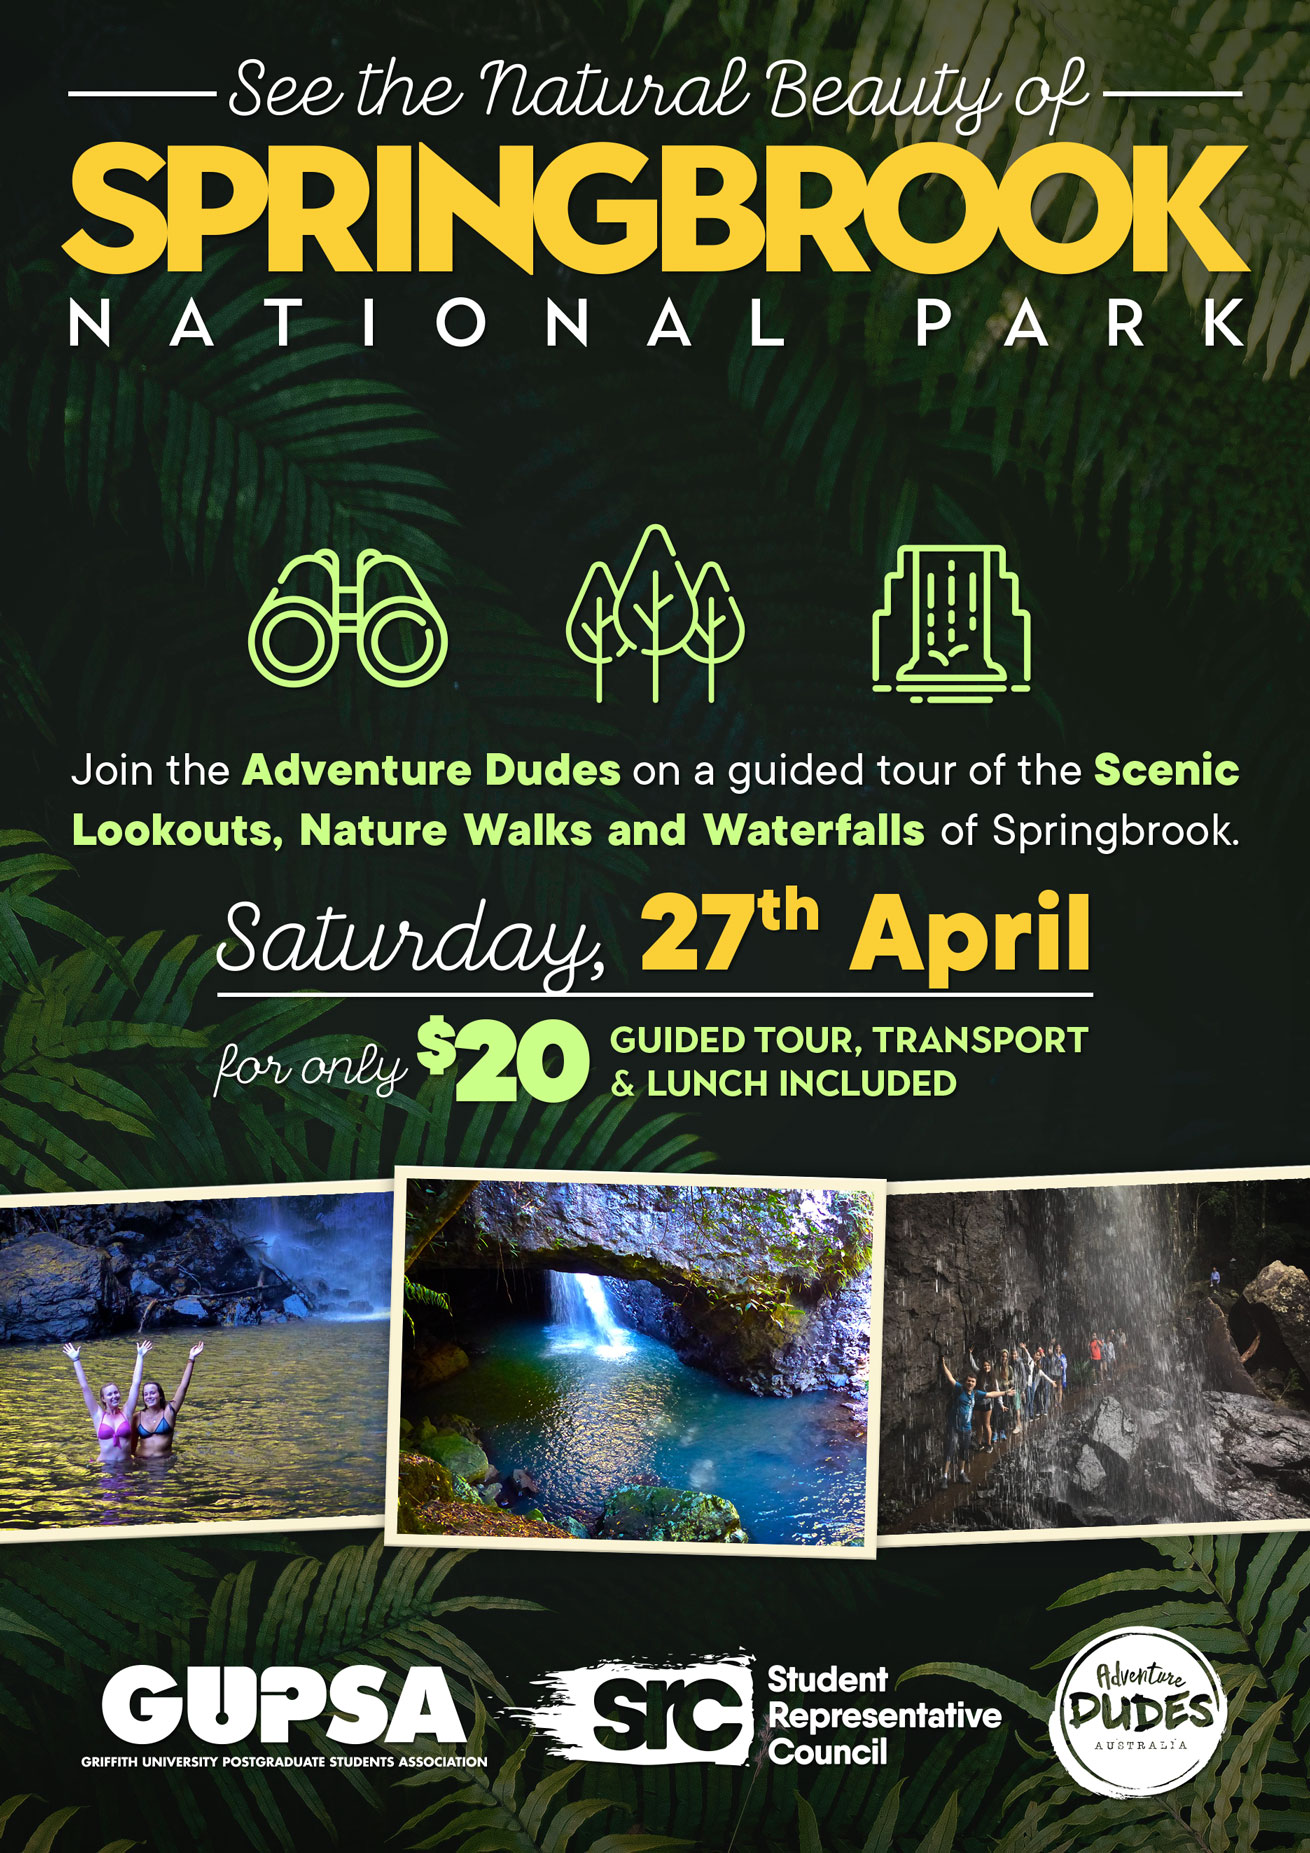 See the Natural Beauty of
SPRINGBROOK
NATIONAL PARK
Join the Adventure Dudes on a guided tour of the Scenic
Lookouts, Nature Walks and Waterfalls of Springbrook.
Saturday, 27th April
for only $20 GUIDED TOUR, TRANSPORT
& LUNCH INCLUDED
GUPSA
GRIFFITH UNIVERSITY POSTGRADUATE STUDENTS ASSOCIATION
src
Student
Representative
Council
Adventure
DUDES
AUSTRALIA